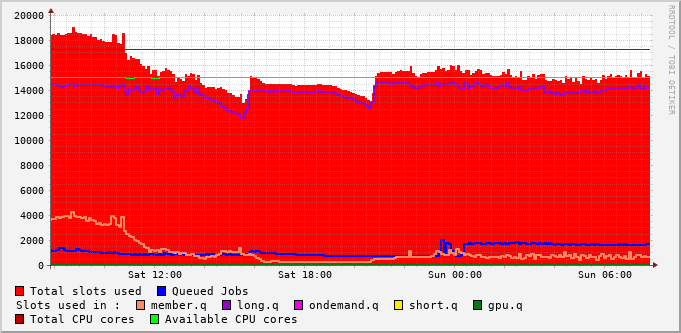 20000
18000
16000
14000
12000
10000
8000
6000
4000
2000
0
Sat 12:00 Sat 18:00 Sun 00:00 Sun 06:00
Total slots used Queued Jobs
Slots used in : member.q long.q ondemand.q short.q gpu.q
Total CPU cores Available CPU cores
RRDTOOL / TOBI OETIKER